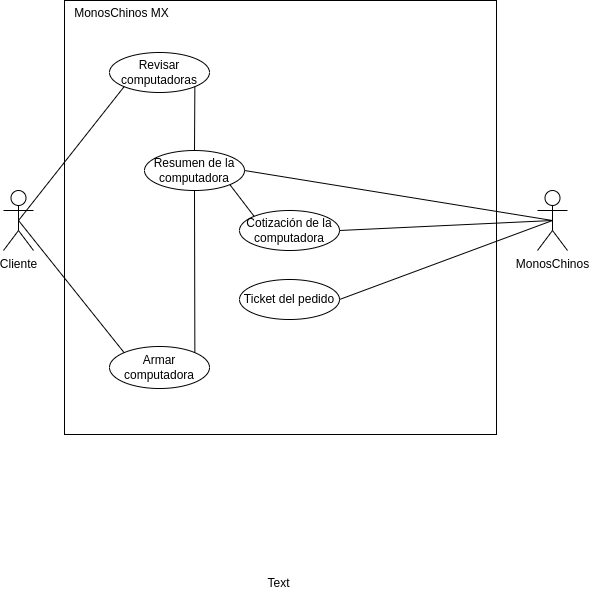 MonosChinos MX
Revisar
computadoras
Resumen de la
computadora
Cotización de la
computadora
Cliente
MonosChinos
Ticket del pedido
Armar
computadora
Text